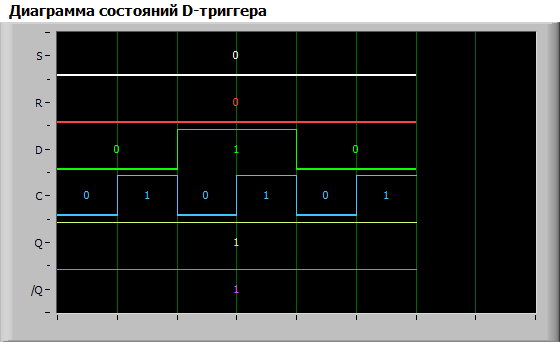 Диаграмма состояний D-триггера
S 0
R 0
D 0 1 0
C 0 1 0 1 0 1
Q 1
/Q 1